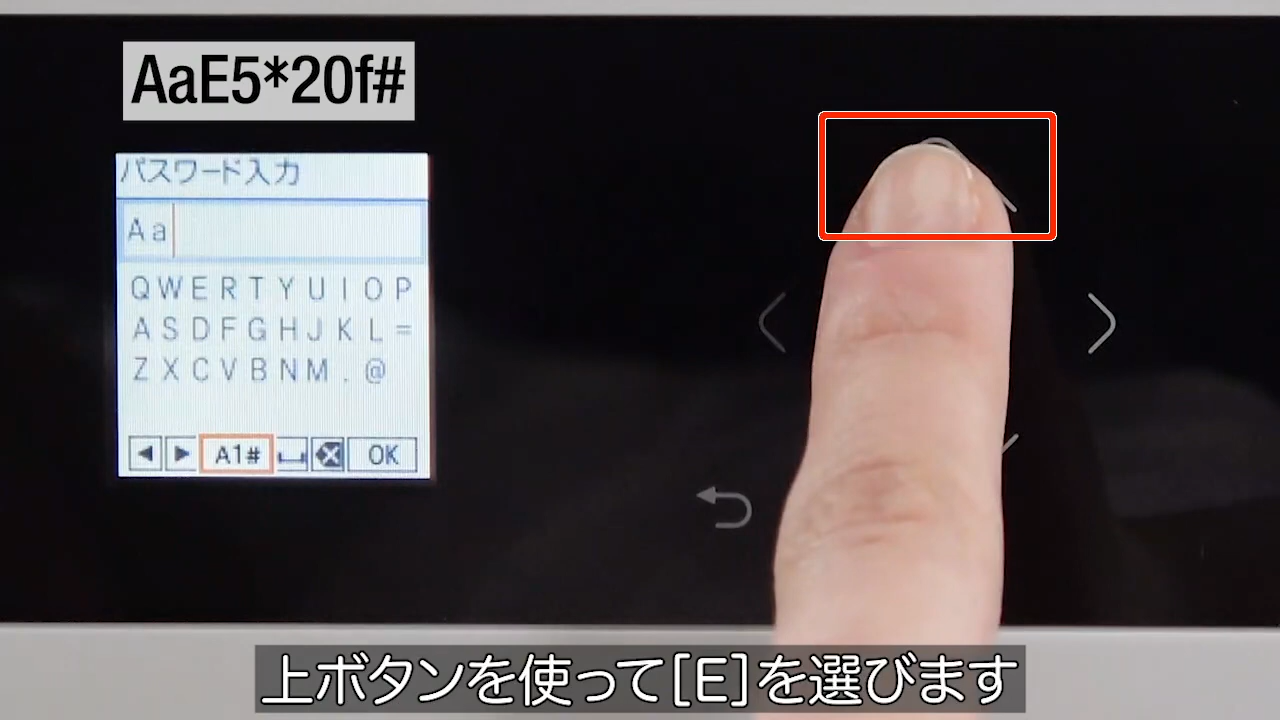 AaE5*20f#
パスワード入力
Aa
QWERTYUIOP
ASDFGHJKL=
ZXCVBNM.@
A1# OK
上ボタンを使って[E]を選びます